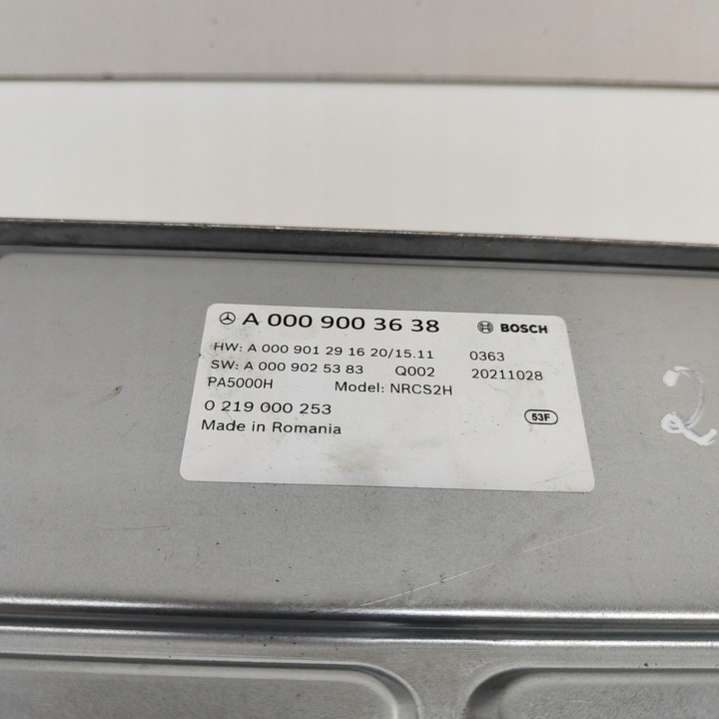 A 000 900 36 38 BOSCH
HW: A 000 901 29 16 20/15.11 0363
SW: A 000 902 53 83 Q002 20211028
PA5000H Model: NRCS2H
0 219 000 253 53F
Made in Romania
2